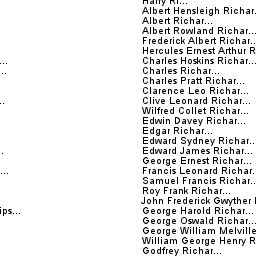 Harry Ri...
Albert Hensleigh Richar.
Albert Richar...
Albert Rowland Richar...
Frederick Albert Richar..
Hercules Ernest Arthur R
... Charles Hoskins Richar...
... Charles Richar...
Charles Pratt Richar...
Clarence Leo Richar...
.. Clive Leonard Richar...
Wilfred Collet Richar...
Edwin Davey Richar...
Edgar Richar...
Edward Sydney Richar..
.. Edward James Richar...
George Ernest Richar...
... Francis Leonard Richar.
Samuel Francis Richar..
Roy Frank Richar...
John Frederick Gwyther
ips... George Harold Richar...
George Oswald Richar...
George William Melville
William George Henry R
Godfrey Richar...